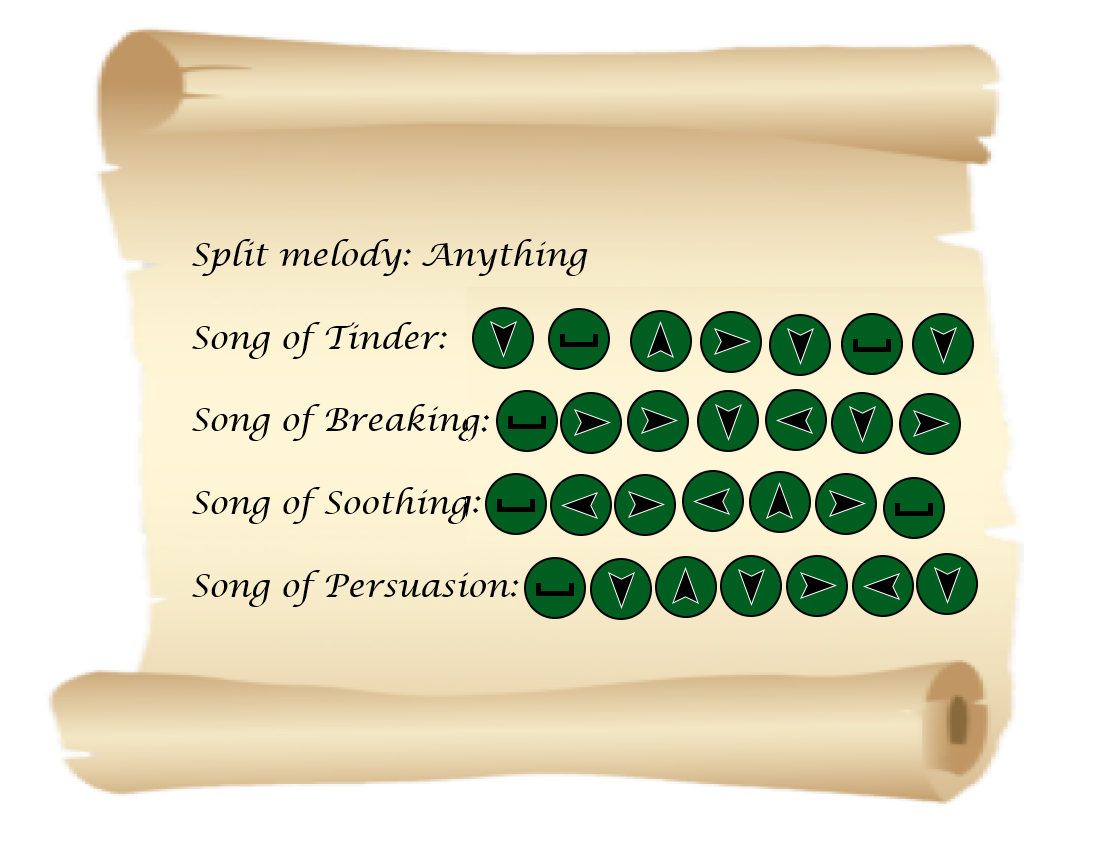 Split melody: Anything
Song of Tinder:
Song of Breaking:
Song of Soothing:
Song of Persuasion: